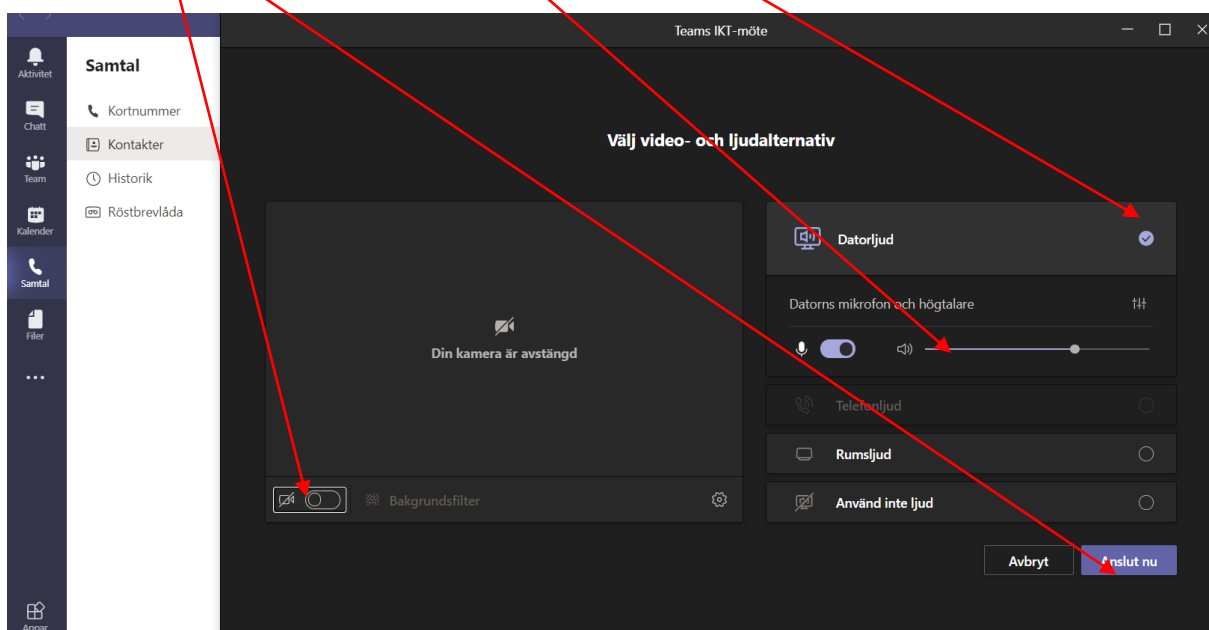 Teams IKT-möte
Aktivitet
Chatt
Team
Kalender
Samtal
Filer
Appar
Samtal
Kortnummer
Kontakter
Historik
Röstbrevlåda
Välj video- och ljudalternativ
Din kamera är avstängd
Bakgrundsfilter
Datorljud
Datorns mikrofon och högtalare
Telefonljud
Rumsljud
Använd inte ljud
Avbryt
Anslut nu